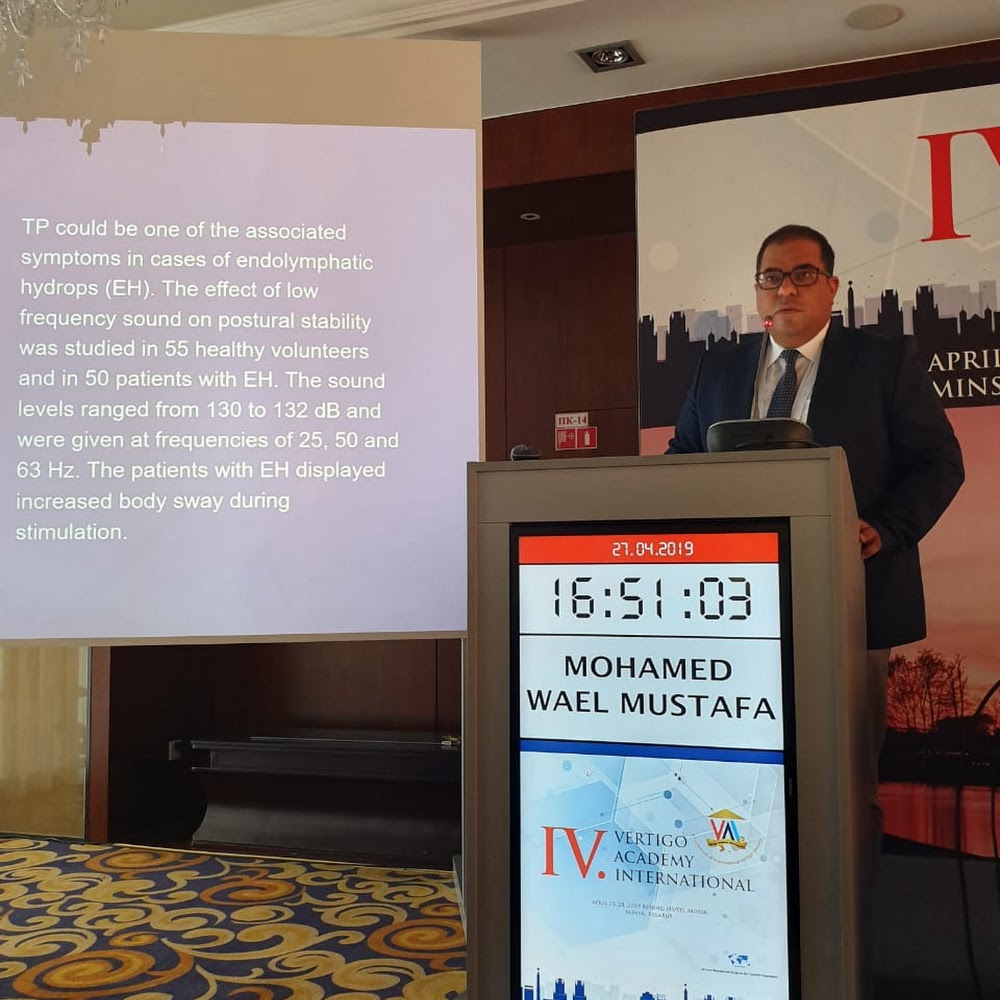 TP could be one of the associated
symptoms in cases of endolymphatic
hydrops (EH). The effect of low
frequency sound on postural stability
was studied in 55 healthy volunteers
and in 50 patients with EH. The sound
levels ranged from 130 to 132 dB and
were given at frequencies of 25, 50 and
63 Hz. The patients with EH displayed
increased body sway during
stimulation.
IV
APRIL
MINS
ПК-14
27.04.2019
16:51:03
MOHAMED
WAEL MUSTAFA
VAI
IV. VERTIGO
ACADEMY
INTERNATIONAL
MINSK, BELARUS